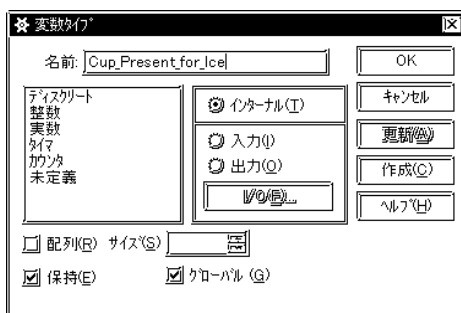 変数ﾀｲﾌﾟ
名前: Cup_Present_for_Ice
OK
ﾃﾞｨｽｸﾘｰﾄ
整数
実数
ﾀｲﾏ
ｶｳﾝﾀ
未定義
ｲﾝﾀｰﾅﾙ(T)
入力(I)
出力(O)
I/O(F)...
ｷｬﾝｾﾙ
更新(A)
作成(C)
ﾍﾙﾌﾟ(H)
配列(R) ｻｲｽﾞ(S)
保持(E)
ｸﾞﾛｰﾊﾞﾙ (G)